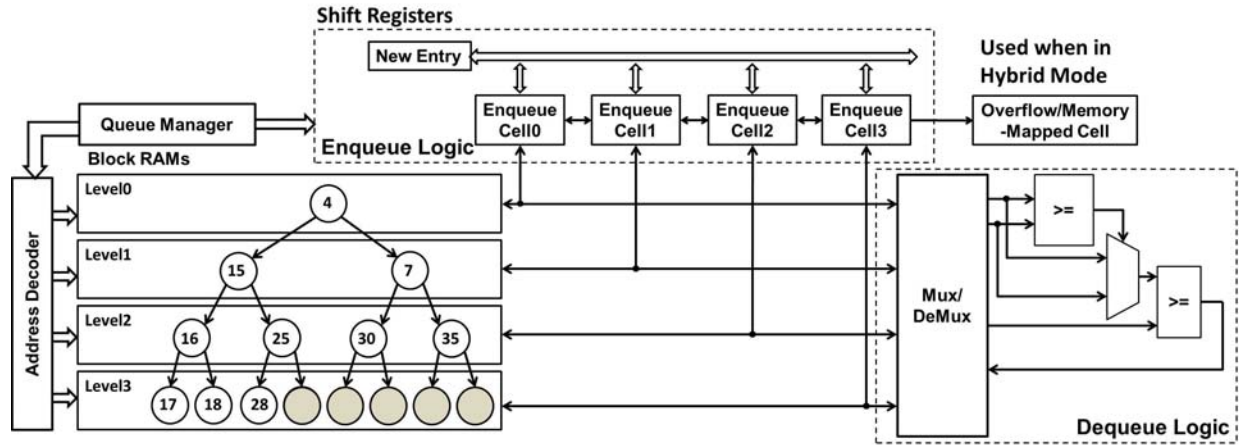 Shift Registers
New Entry
Used when in
Hybrid Mode
Queue Manager
Enqueue
Cell0
Enqueue
Cell1
Enqueue
Cell2
Enqueue
Cell3
Overflow/Memory
-Mapped Cell
Enqueue Logic
Block RAMs
Address Decoder
Level0
4
Level1
15
7
Level2
16
25
30
35
Level3
17
18
28
Mux/
DeMux
>=
>=
Dequeue Logic